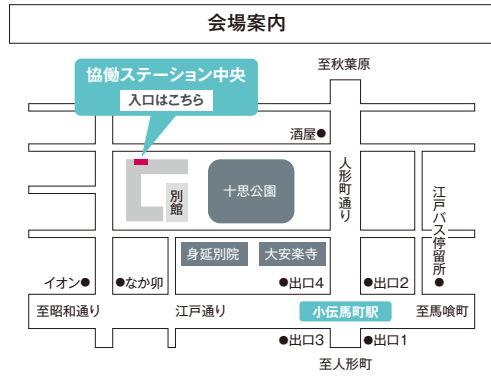 会場案内
至秋葉原
協働ステーション中央
入口はこちら
酒屋
人形町通り
別館
十思公園
江戸バス停留所
身延別院
大安楽寺
イオン
なか卯
出口4
出口2
至昭和通り
江戸通り
小伝馬町駅
至馬喰町
出口3
出口1
至人形町